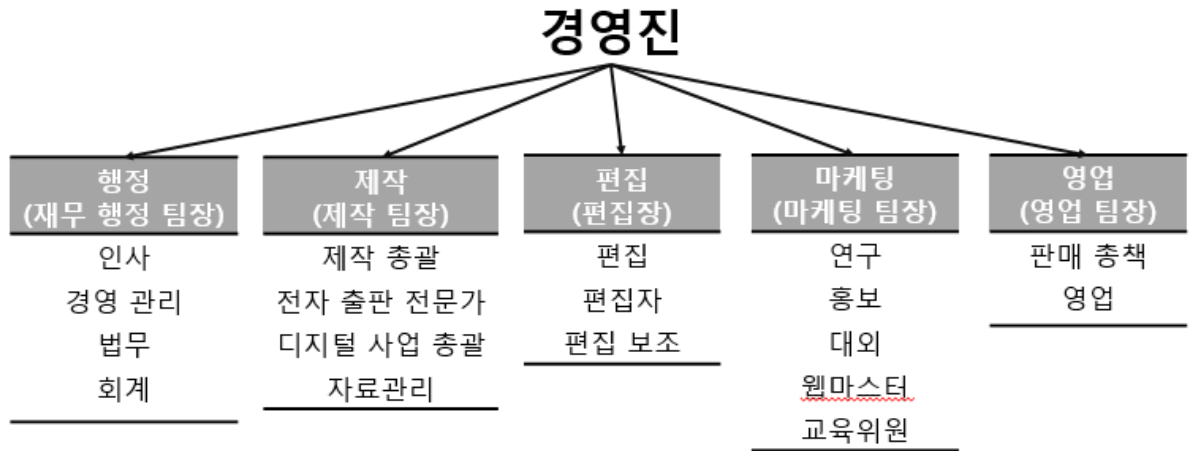 경영진
행정
(재무 행정 팀장)
인사
경영 관리
법무
회계
제작
(제작 팀장)
제작 총괄
전자 출판 전문가
디지털 사업 총괄
자료관리
편집
(편집장)
편집
편집자
편집 보조
마케팅
(마케팅 팀장)
연구
홍보
대외
웹마스터
교육위원
영업
(영업 팀장)
판매 총책
영업